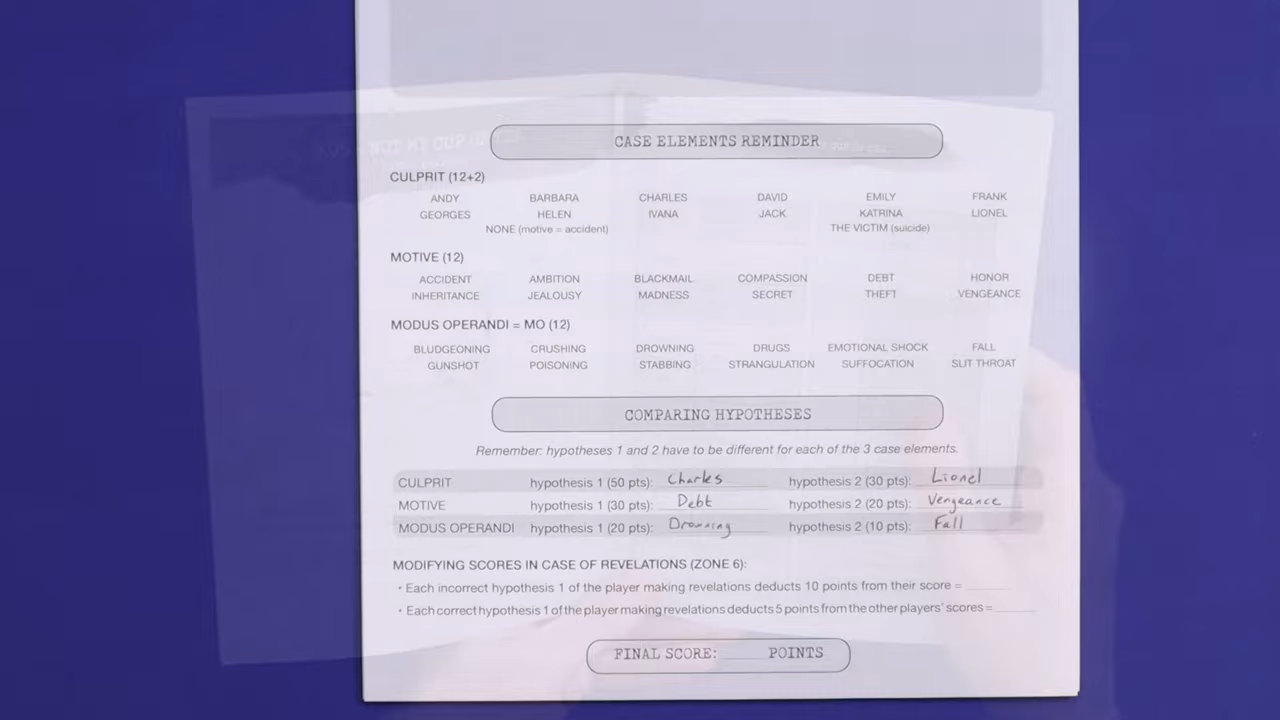 CASE ELEMENTS REMINDER
CULPRIT (12+2)
ANDY BARBARA CHARLES DAVID EMILY FRANK
GEORGES HELEN IVANA JACK KATRINA LIONEL
NONE (motive = accident) THE VICTIM (suicide)
MOTIVE (12)
ACCIDENT AMBITION BLACKMAIL COMPASSION DEBT HONOR
INHERITANCE JEALOUSY MADNESS SECRET THEFT VENGEANCE
MODUS OPERANDI = MO (12)
BLUDGEONING CRUSHING DROWNING DRUGS EMOTIONAL SHOCK FALL
GUNSHOT POISONING STABBING STRANGULATION SUFFOCATION SLIT THROAT
COMPARING HYPOTHESES
Remember: hypotheses 1 and 2 have to be different for each of the 3 case elements.
CULPRIT hypothesis 1 (50 pts): Charles hypothesis 2 (30 pts): Lionel
MOTIVE hypothesis 1 (30 pts): Debt hypothesis 2 (20 pts): Vengeance
MODUS OPERANDI hypothesis 1 (20 pts): Drowning hypothesis 2 (10 pts): Fall
MODIFYING SCORES IN CASE OF REVELATIONS (ZONE 6):
• Each incorrect hypothesis 1 of the player making revelations deducts 10 points from their score =
• Each correct hypothesis 1 of the player making revelations deducts 5 points from the other players' scores =
FINAL SCORE: POINTS